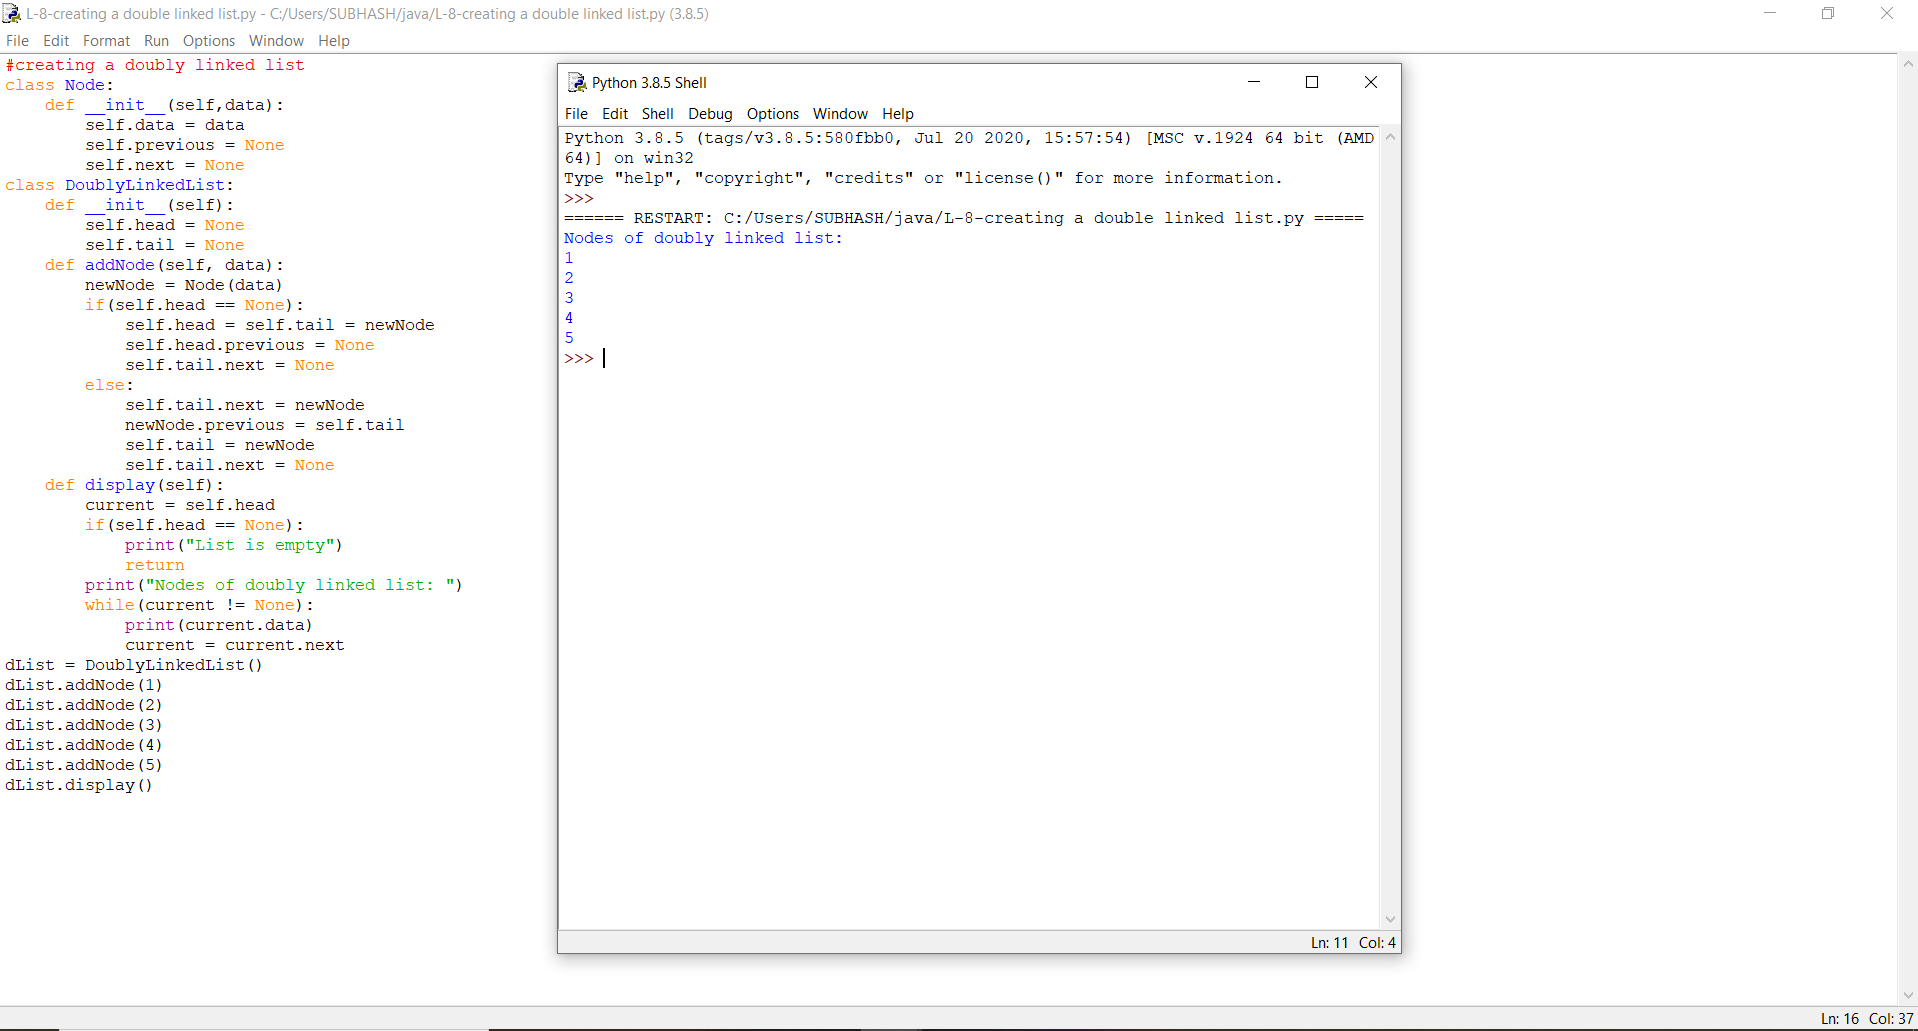 L-8-creating a double linked list.py - C:/Users/SUBHASH/java/L-8-creating a double linked list.py (3.8.5)
File Edit Format Run Options Window Help
#creating a doubly linked list
class Node:
    def __init__(self,data):
        self.data = data
        self.previous = None
        self.next = None
class DoublyLinkedList:
    def __init__(self):
        self.head = None
        self.tail = None
    def addNode(self, data):
        newNode = Node(data)
        if(self.head == None):
            self.head = self.tail = newNode
            self.head.previous = None
            self.tail.next = None
        else:
            self.tail.next = newNode
            newNode.previous = self.tail
            self.tail = newNode
            self.tail.next = None
    def display(self):
        current = self.head
        if(self.head == None):
            print("List is empty")
            return
        print("Nodes of doubly linked list: ")
        while(current != None):
            print(current.data)
            current = current.next
dList = DoublyLinkedList()
dList.addNode(1)
dList.addNode(2)
dList.addNode(3)
dList.addNode(4)
dList.addNode(5)
dList.display()
Python 3.8.5 Shell
File Edit Shell Debug Options Window Help
Python 3.8.5 (tags/v3.8.5:580fbb0, Jul 20 2020, 15:57:54) [MSC v.1924 64 bit (AMD
64)] on win32
Type "help", "copyright", "credits" or "license()" for more information.
>>>
====== RESTART: C:/Users/SUBHASH/java/L-8-creating a double linked list.py =====
Nodes of doubly linked list:
1
2
3
4
5
>>>
Ln: 11 Col: 4
Ln: 16 Col: 37